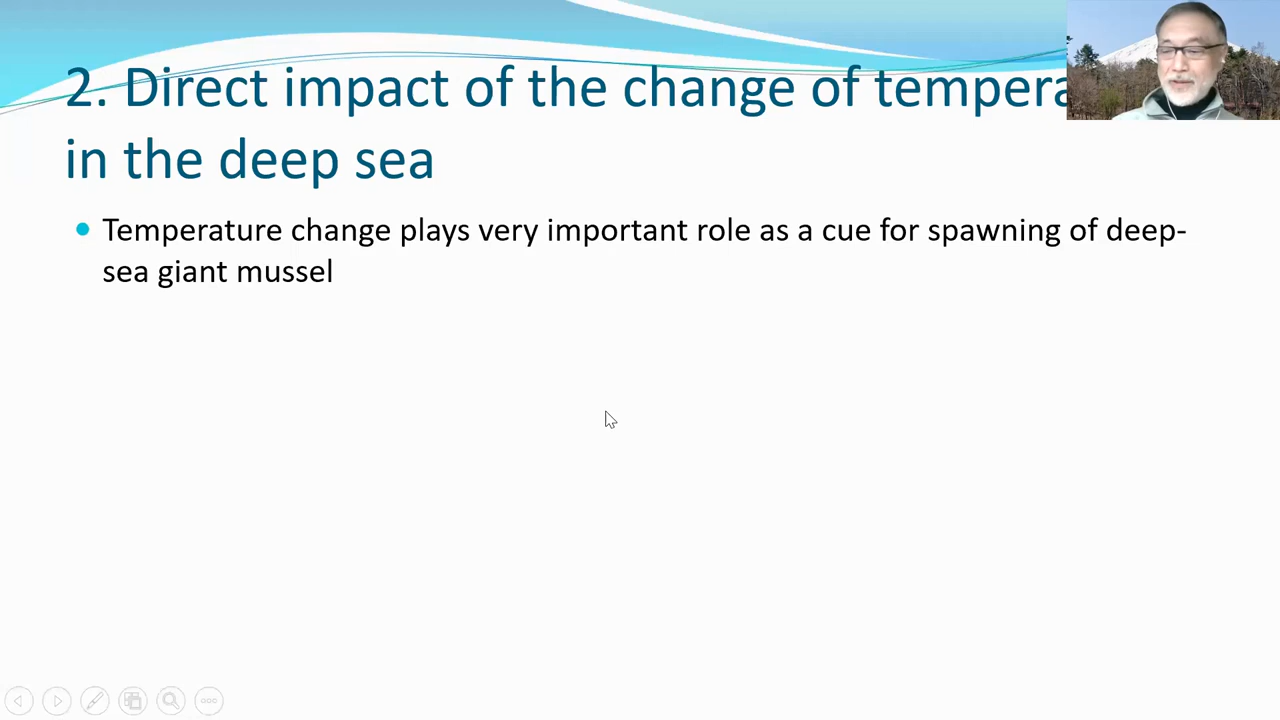 2. Direct impact of the change of tempera
in the deep sea
Temperature change plays very important role as a cue for spawning of deep-
sea giant mussel